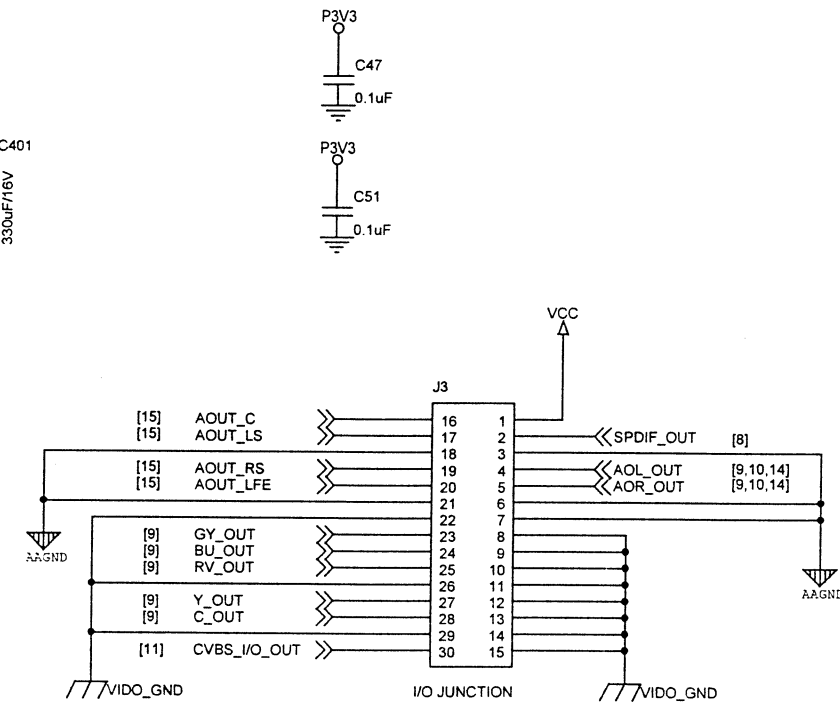 P3V3
C47
0.1uF
C401
330uF/16V
P3V3
C51
0.1uF
VCC
J3
[15] AOUT_C 16 1
[15] AOUT_LS 17 2 SPDIF_OUT [8]
18 3
[15] AOUT_RS 19 4 AOL_OUT [9,10,14]
[15] AOUT_LFE 20 5 AOR_OUT [9,10,14]
21 6
22 7
[9] GY_OUT 23 8
[9] BU_OUT 24 9
[9] RV_OUT 25 10
26 11
[9] Y_OUT 27 12
[9] C_OUT 28 13
29 14
[11] CVBS_I/O_OUT 30 15
AAGND
AAGND
VIDO_GND
I/O JUNCTION
VIDO_GND